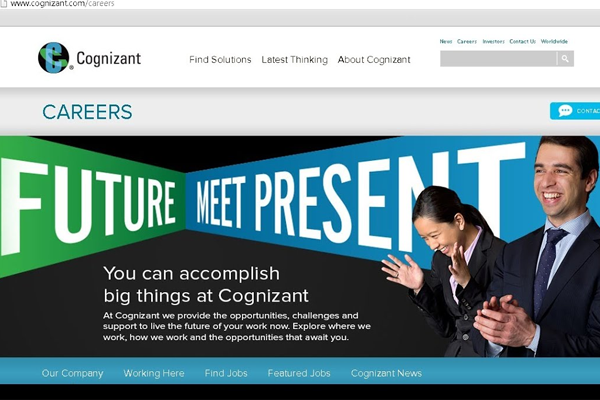 www.cognizant.com/careers
News Careers Investors Contact Us Worldwide
Cognizant
Find Solutions Latest Thinking About Cognizant
CAREERS
CONTAC
FUTURE MEET PRESENT
You can accomplish
big things at Cognizant
At Cognizant we provide the opportunities, challenges and
support to live the future of your work now. Explore where we
work, how we work and the opportunities that await you.
Our Company Working Here Find Jobs Featured Jobs Cognizant News